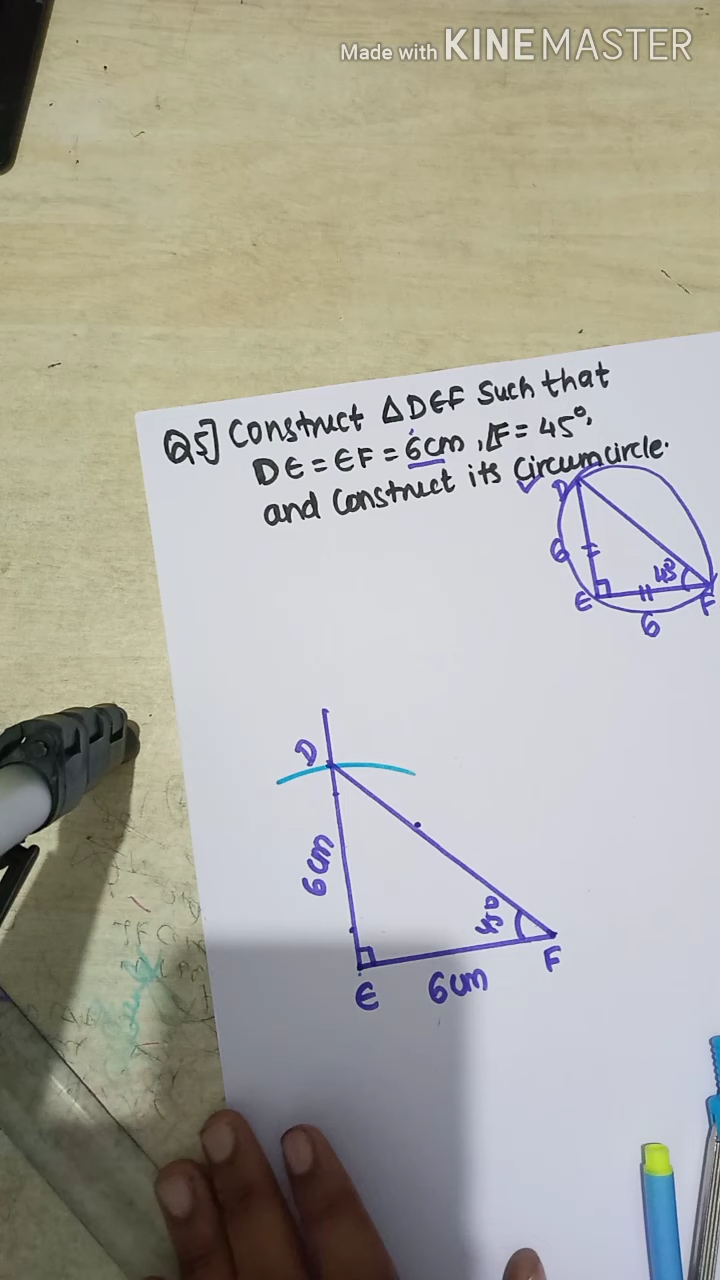 Made with KINEMASTER
Q5] Construct △DEF such that
DE = EF = 6cm, ∠F = 45°.
and construct its circumcircle.
D
6
45°
E
F
6
D
6cm
45°
F
E
6cm